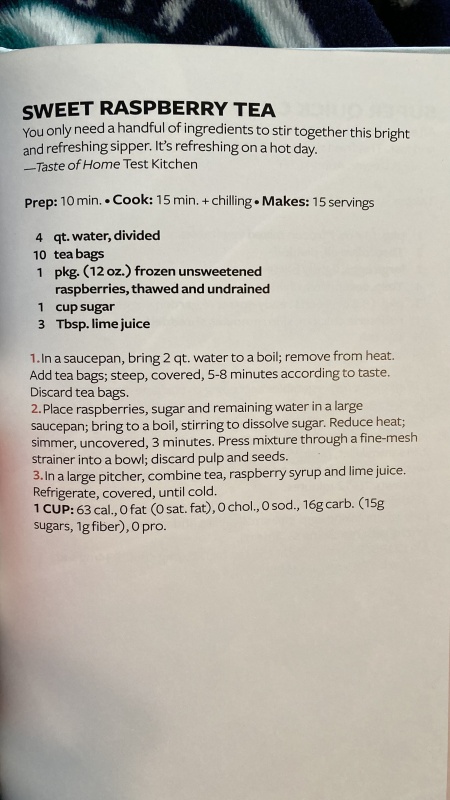 SWEET RASPBERRY TEA
You only need a handful of ingredients to stir together this bright
and refreshing sipper. It's refreshing on a hot day.
—Taste of Home Test Kitchen
Prep: 10 min. • Cook: 15 min. + chilling • Makes: 15 servings
4 qt. water, divided
10 tea bags
1 pkg. (12 oz.) frozen unsweetened
raspberries, thawed and undrained
1 cup sugar
3 Tbsp. lime juice
1. In a saucepan, bring 2 qt. water to a boil; remove from heat.
Add tea bags; steep, covered, 5-8 minutes according to taste.
Discard tea bags.
2. Place raspberries, sugar and remaining water in a large
saucepan; bring to a boil, stirring to dissolve sugar. Reduce heat;
simmer, uncovered, 3 minutes. Press mixture through a fine-mesh
strainer into a bowl; discard pulp and seeds.
3. In a large pitcher, combine tea, raspberry syrup and lime juice.
Refrigerate, covered, until cold.
1 CUP: 63 cal., 0 fat (0 sat. fat), 0 chol., 0 sod., 16g carb. (15g
sugars, 1g fiber), 0 pro.